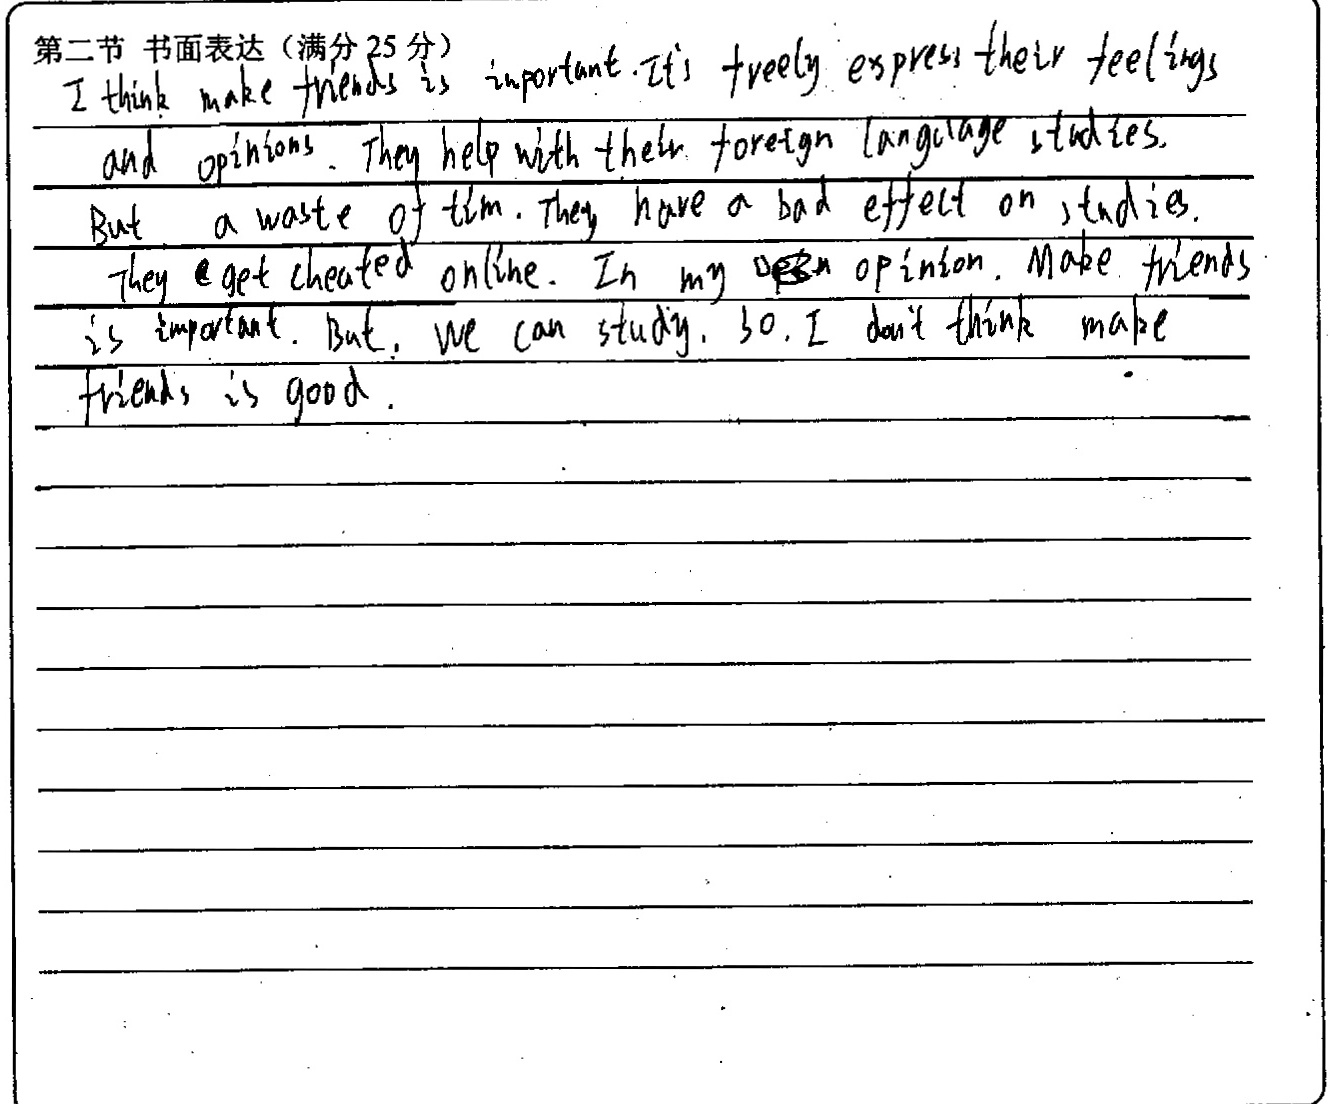 第二节 书面表达（满分 25 分）
I think make friends is inportant. It's freely express their feelings
and opinions. They help with their foreign language studies.
But a waste of tim. They have a bad effect on studies.
They get cheated online. In my opinion. Make friends
is important. But, We can study. so. I don't think make
friends is good.